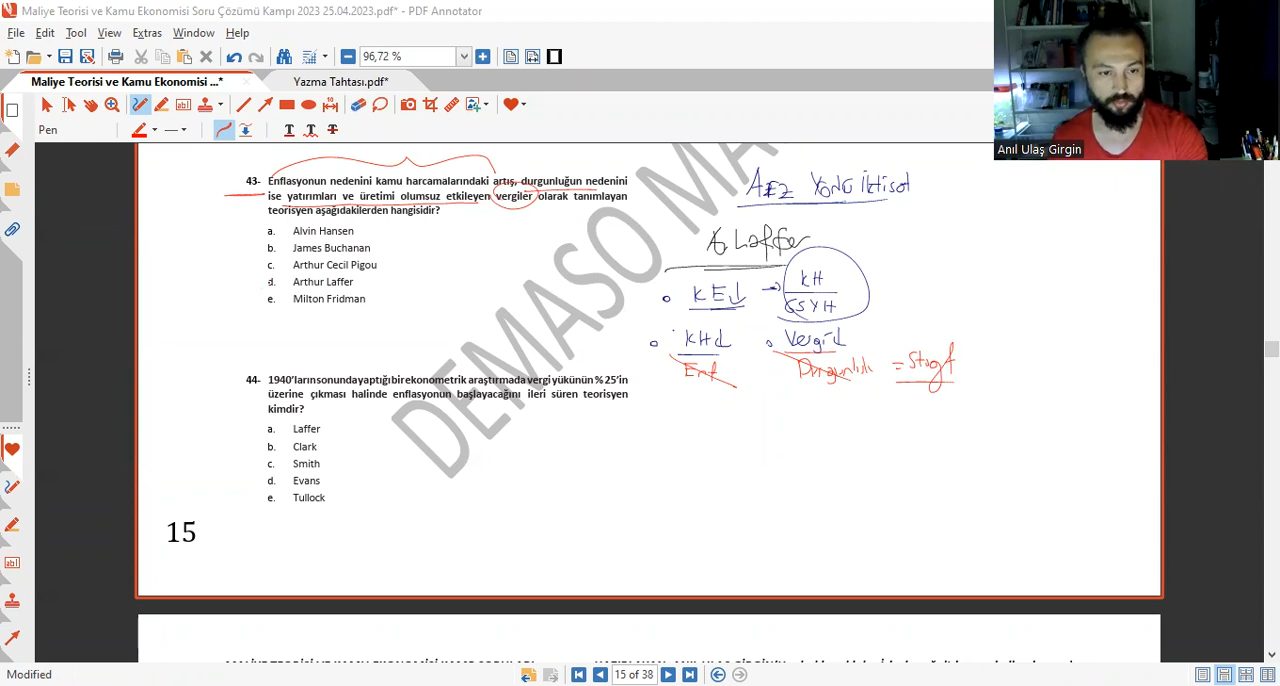 Maliye Teorisi ve Kamu Ekonomisi Soru Çözümü Kampı 2023 25.04.2023.pdf* - PDF Annotator
File Edit Tool View Extras Window Help
96,72 %
Maliye Teorisi ve Kamu Ekonomisi ...* Yazma Tahtası.pdf*
Pen
Anıl Ulaş Girgin
43- Enflasyonun nedenini kamu harcamalarındaki artış, durgunluğun nedenini
ise yatırımları ve üretimi olumsuz etkileyen vergiler olarak tanımlayan
teorisyen aşağıdakilerden hangisidir?
a. Alvin Hansen
b. James Buchanan
c. Arthur Cecil Pigou
d. Arthur Laffer
e. Milton Fridman
AEZ YÖNÜ İktisat
A. Laffer
KE↓ → KH
GSYH
KH↓ Vergi↓
Enf Durgunluk = Stagf
44- 1940'ların sonunda yaptığı bir ekonometrik araştırmada vergi yükünün % 25'in
üzerine çıkması halinde enflasyonun başlayacağını ileri süren teorisyen
kimdir?
a. Laffer
b. Clark
c. Smith
d. Evans
e. Tullock
15
DEMASO MA
Modified
15 of 38